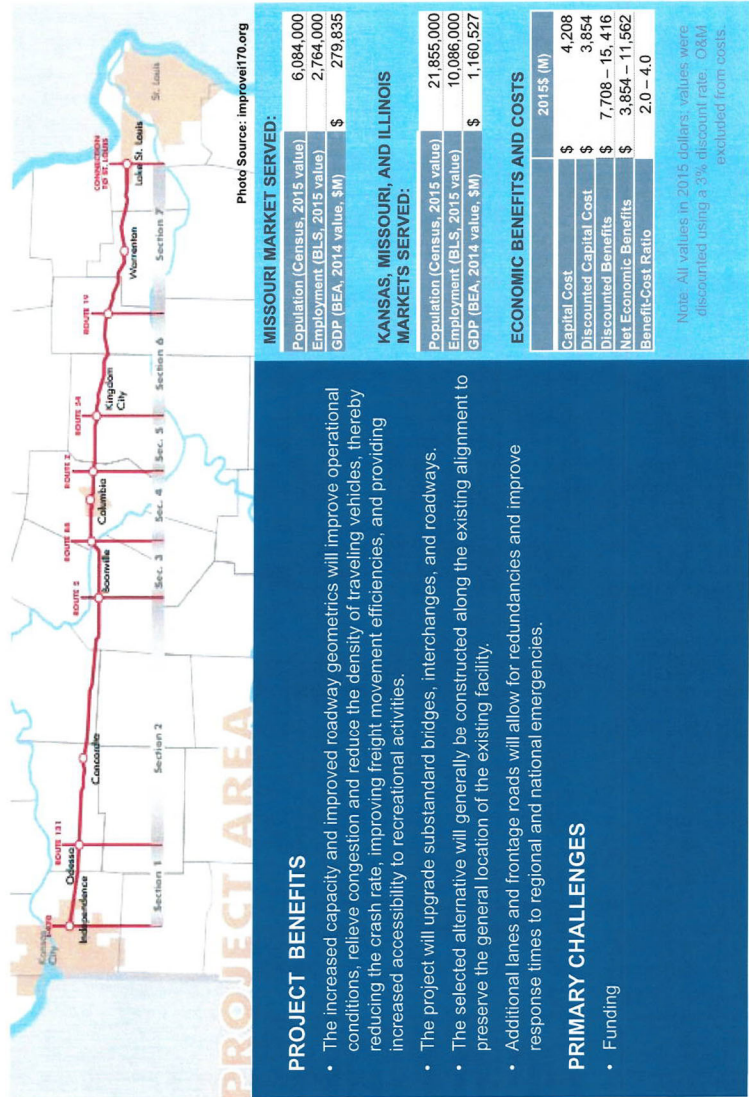 PROJECT AREA
Kansas
City
I-470
Independence
Odessa
ROUTE 131
Concordia
ROUTE 5
Boonville
ROUTE BB
Columbia
ROUTE Z
ROUTE 54
Kingdom
City
ROUTE 19
Warrenton
CONNECTION
TO ST. LOUIS
Lake St. Louis
St. Louis
Section 1
Section 2
Sec. 3
Sec. 4
Sec. 5
Section 6
Section 7
Photo Source: improvei170.org
PROJECT BENEFITS
• The increased capacity and improved roadway geometrics will improve operational
conditions, relieve congestion and reduce the density of traveling vehicles, thereby
reducing the crash rate, improving freight movement efficiencies, and providing
increased accessibility to recreational activities.
• The project will upgrade substandard bridges, interchanges, and roadways.
• The selected alternative will generally be constructed along the existing alignment to
preserve the general location of the existing facility.
• Additional lanes and frontage roads will allow for redundancies and improve
response times to regional and national emergencies.
PRIMARY CHALLENGES
• Funding
MISSOURI MARKET SERVED:
Population (Census, 2015 value) 6,084,000
Employment (BLS, 2015 value) 2,764,000
GDP (BEA, 2014 value, $M) $ 279,835
KANSAS, MISSOURI, AND ILLINOIS
MARKETS SERVED:
Population (Census, 2015 value) 21,855,000
Employment (BLS, 2015 value) 10,086,000
GDP (BEA, 2014 value, $M) $ 1,160,527
ECONOMIC BENEFITS AND COSTS
2015$ (M)
Capital Cost $ 4,208
Discounted Capital Cost $ 3,854
Discounted Benefits $ 7,708 – 15, 416
Net Economic Benefits $ 3,854 – 11,562
Benefit-Cost Ratio 2.0 – 4.0
Note: All values in 2015 dollars; values were
discounted using a 3% discount rate. O&M
excluded from costs.